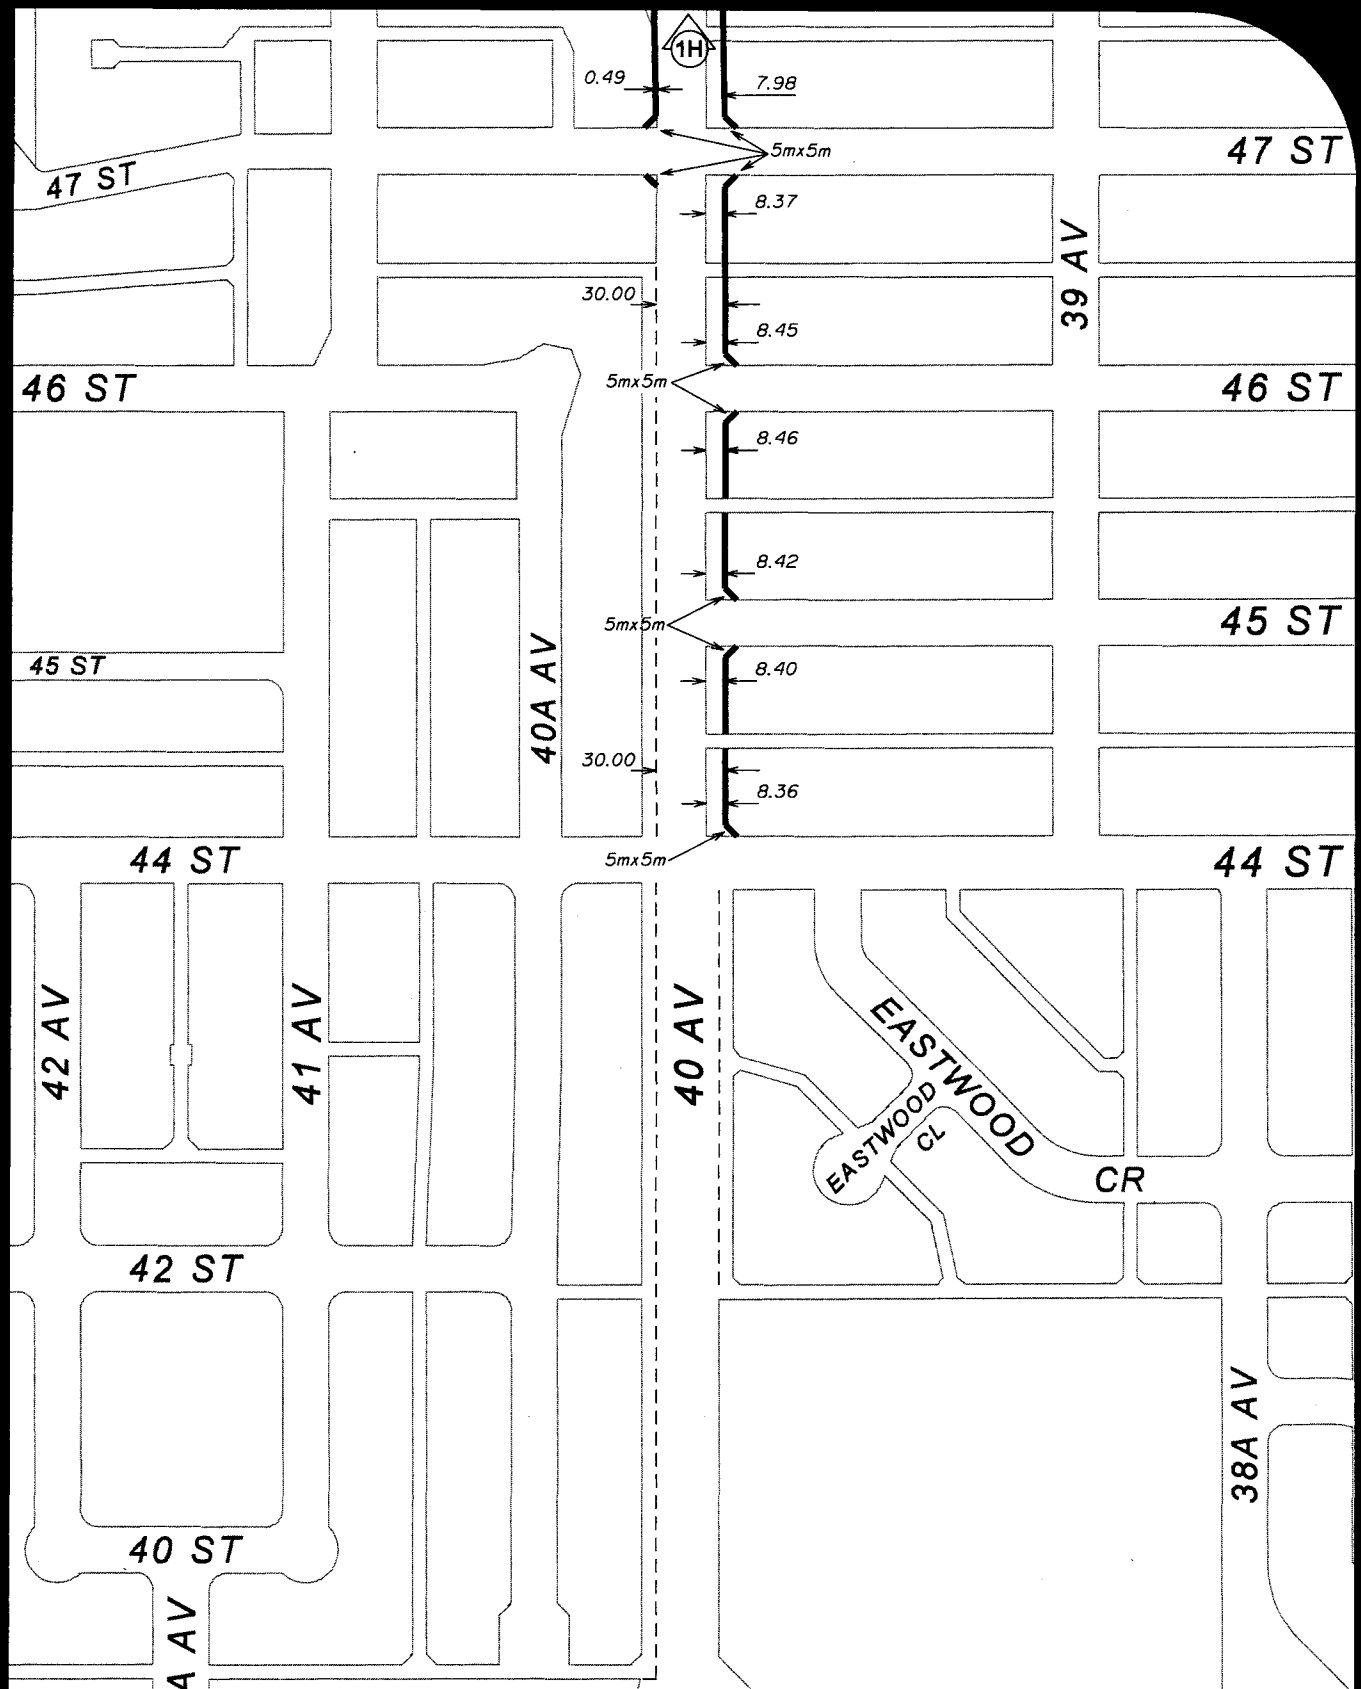 1H
0.49
7.98
5mx5m
47 ST
47 ST
8.37
39 AV
30.00
8.45
5mx5m
46 ST
46 ST
8.46
8.42
5mx5m
45 ST
45 ST
40A AV
8.40
30.00
8.36
5mx5m
44 ST
44 ST
42 AV
41 AV
40 AV
EASTWOOD
CR
EASTWOOD
CL
42 ST
38A AV
40 ST
A AV